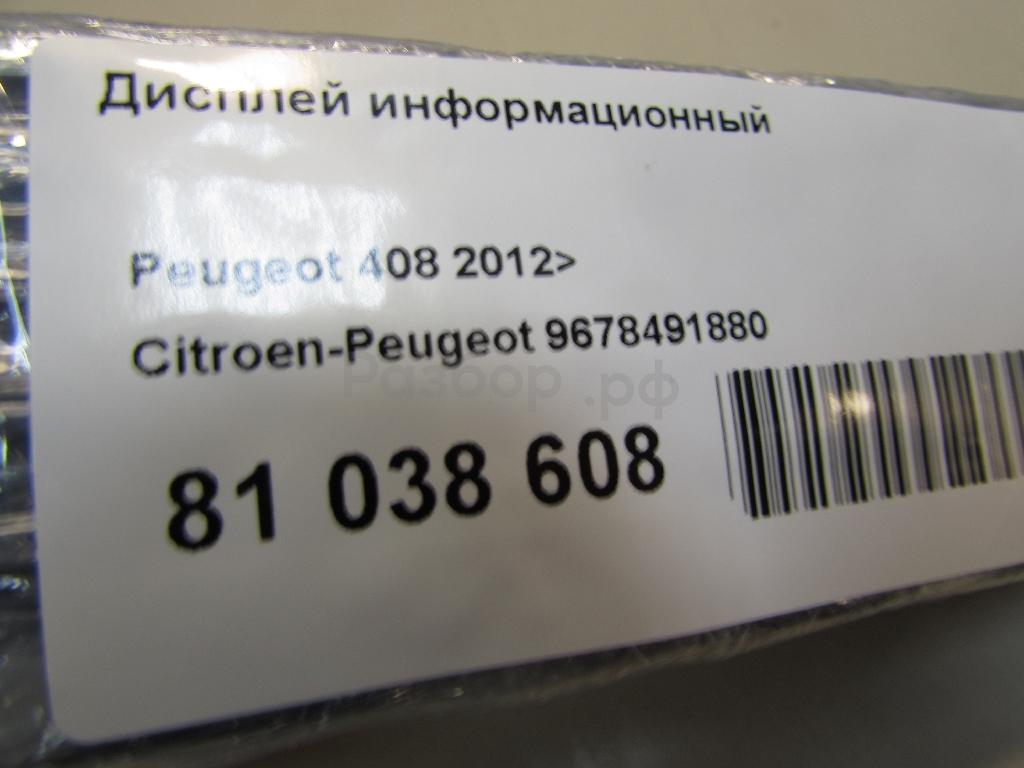 Дисплей информационный
Peugeot 408 2012>
Citroen-Peugeot 9678491880
Разбор.рф
81 038 608